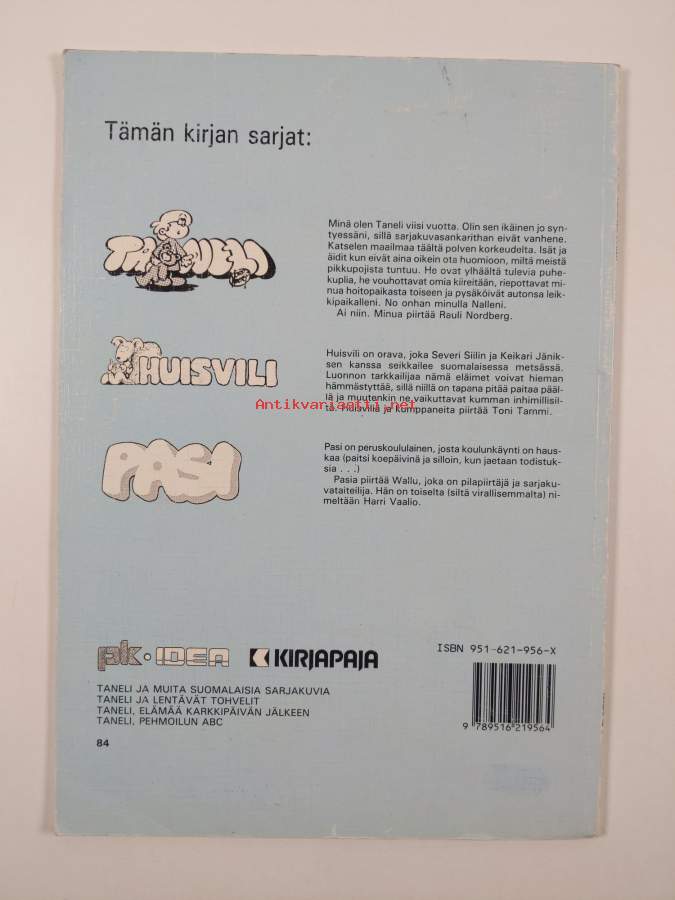 Tämän kirjan sarjat:
TANELI
Minä olen Taneli viisi vuotta. Olin sen ikäinen jo syn-
tyessäni, sillä sarjakuvasankarithan eivät vanhene.
Katselen maailmaa täältä polven korkeudelta. Isät ja
äidit kun eivät aina oikein ota huomioon, miltä meistä
pikkupojista tuntuu. He ovat ylhäältä tulevia puhe-
kuplia, he vouhottavat omia kiireitään, riepottavat mi-
nua hoitopaikasta toiseen ja pysäköivät autonsa leik-
kipaikalleni. No onhan minulla Nalleni.
Ai niin. Minua piirtää Rauli Nordberg.
HUISVILI
Huisvili on orava, joka Severi Siilin ja Keikari Jänik-
sen kanssa seikkailee suomalaisessa metsässä.
Luonnon tarkkailijaa nämä eläimet voivat hieman
hämmästyttää, sillä niillä on tapana pitää paitaa pääl-
lä ja muutenkin ne vaikuttavat kumman inhimillisil-
tä. Huisviliä ja kumppaneita piirtää Toni Tammi.
Antikvariaatti.net
PASI
Pasi on peruskoululainen, josta koulunkäynti on haus-
kaa (paitsi koepäivinä ja silloin, kun jaetaan todistuk-
sia . . .)
Pasia piirtää Wallu, joka on pilapiirtäjä ja sarjaku-
vataiteilija. Hän on toiselta (siltä virallisemmalta) ni-
meltään Harri Vaalio.
pk·IDEA KIRJAPAJA
ISBN 951-621-956-X
TANELI JA MUITA SUOMALAISIA SARJAKUVIA
TANELI JA LENTÄVÄT TOHVELIT
TANELI, ELÄMÄÄ KARKKIPÄIVÄN JÄLKEEN
TANELI, PEHMOILUN ABC
9 789516 219564
84